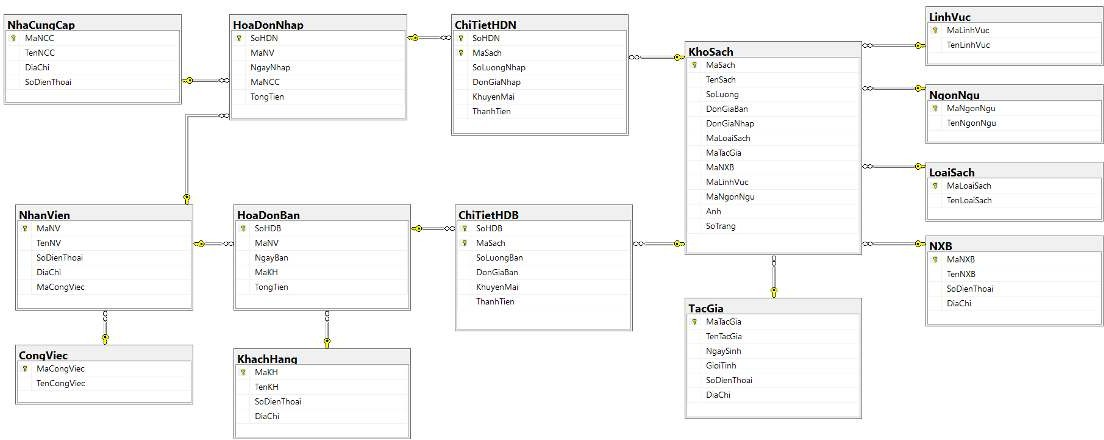 NhaCungCap
MaNCC
TenNCC
DiaChi
SoDienThoai
HoaDonNhap
SoHDN
MaNV
NgayNhap
MaNCC
TongTien
ChiTietHDN
SoHDN
MaSach
SoLuongNhap
DonGiaNhap
KhuyenMai
ThanhTien
KhoSach
MaSach
TenSach
SoLuong
DonGiaBan
DonGiaNhap
MaLoaiSach
MaTacGia
MaNXB
MaLinhVuc
MaNgonNgu
Anh
SoTrang
LinhVuc
MaLinhVuc
TenLinhVuc
NgonNgu
MaNgonNgu
TenNgonNgu
LoaiSach
MaLoaiSach
TenLoaiSach
NXB
MaNXB
TenNXB
SoDienThoai
DiaChi
NhanVien
MaNV
TenNV
SoDienThoai
DiaChi
MaCongViec
HoaDonBan
SoHDB
MaNV
NgayBan
MaKH
TongTien
ChiTietHDB
SoHDB
MaSach
SoLuongBan
DonGiaBan
KhuyenMai
ThanhTien
TacGia
MaTacGia
TenTacGia
NgaySinh
GioiTinh
SoDienThoai
DiaChi
CongViec
MaCongViec
TenCongViec
KhachHang
MaKH
TenKH
SoDienThoai
DiaChi